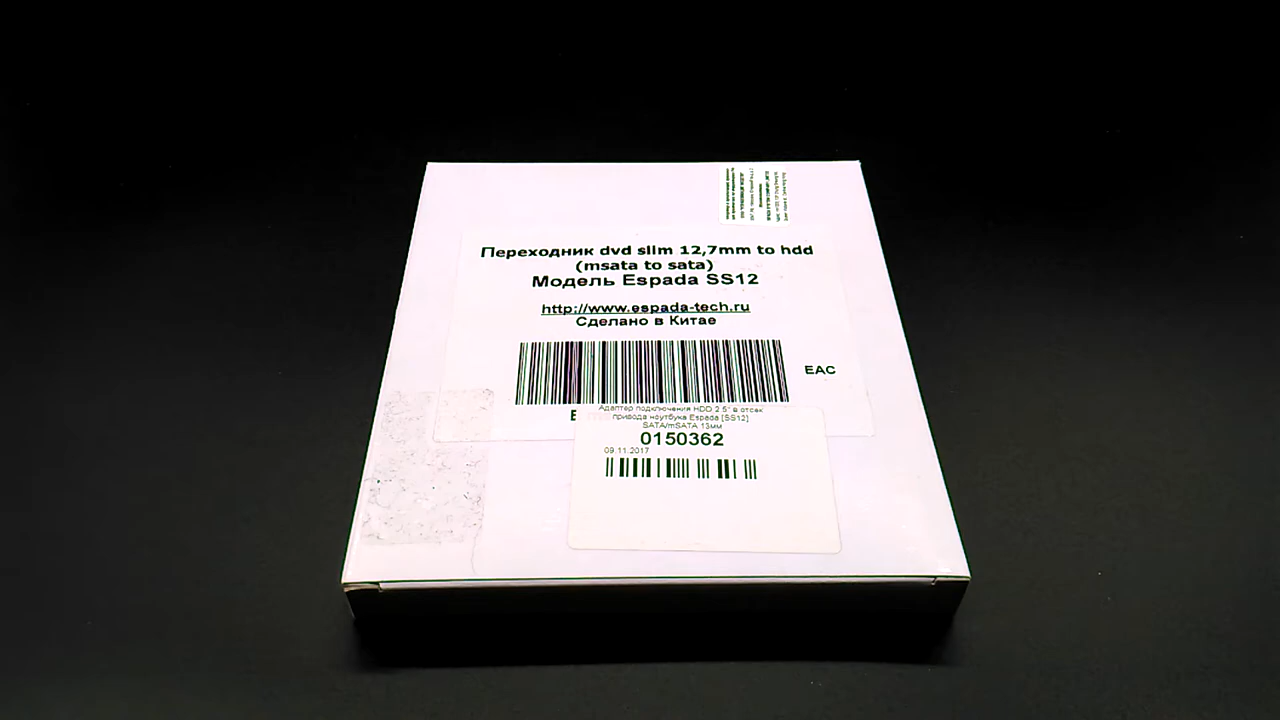 Переходник dvd slim 12,7mm to hdd
(msata to sata)
Модель Espada SS12
http://www.espada-tech.ru
Сделано в Китае
EAC
Адаптер подключения HDD 2.5" в отсек
привода ноутбука Espada [SS12]
SATA/mSATA 13мм
0150362
09.11.2017